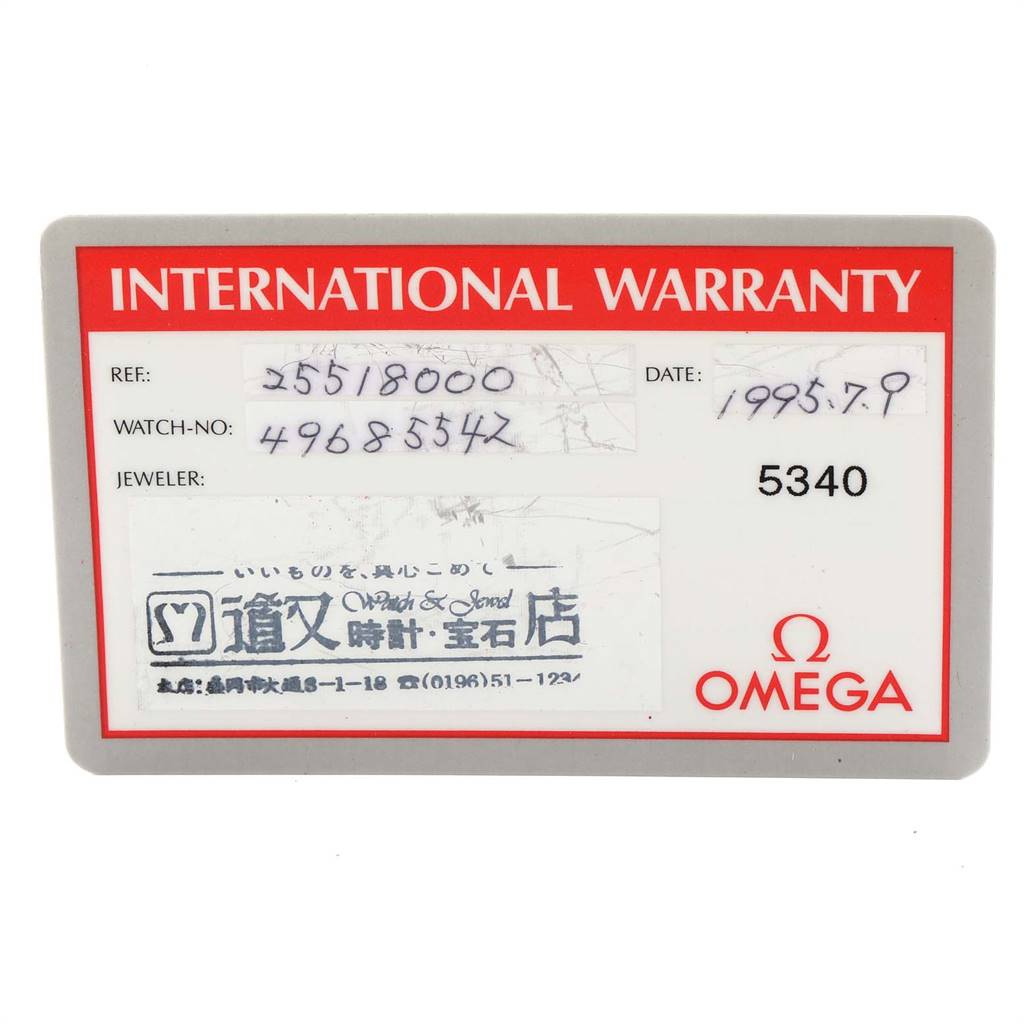 INTERNATIONAL WARRANTY
REF.: 25518000
DATE: 1995.7.9
WATCH-NO: 49685542
JEWELER:
5340
いいものを、真心こめて
道又 Watch & Jewel 時計・宝石 店
本店:盛岡市大通3-1-18 ☎(0196)51-1234
Ω
OMEGA